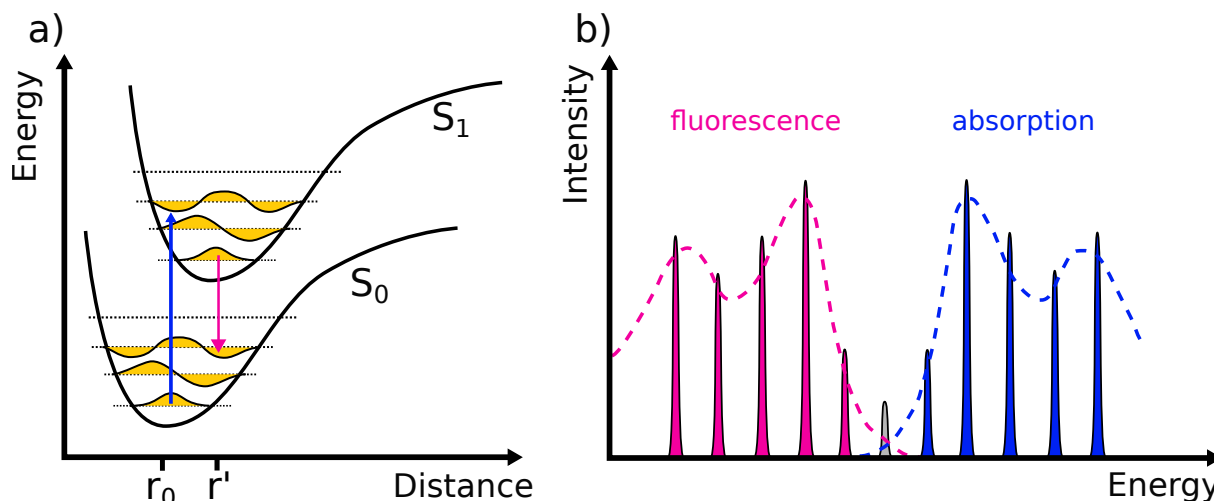 a)
Energy
S1
S0
r0 r' Distance
b)
Intensity
fluorescence absorption
Energy